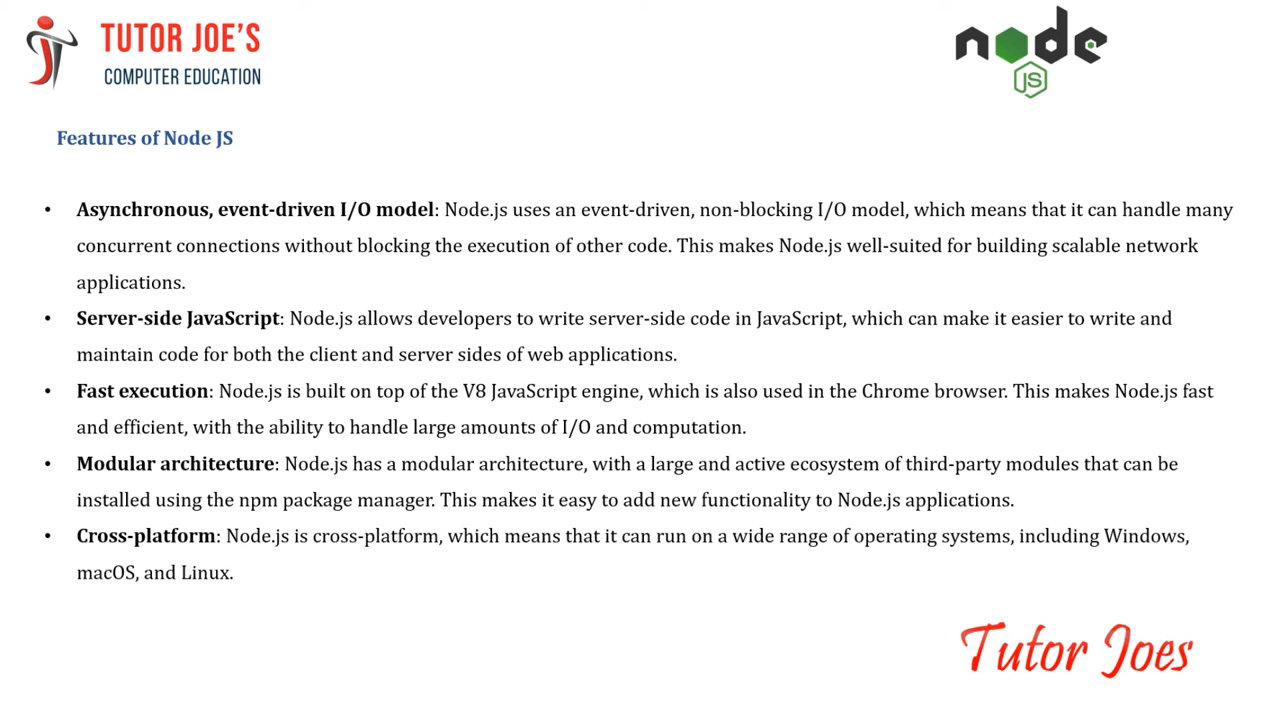 TUTOR JOE'S
COMPUTER EDUCATION
node
JS
Features of Node JS
• Asynchronous, event-driven I/O model: Node.js uses an event-driven, non-blocking I/O model, which means that it can handle many
concurrent connections without blocking the execution of other code. This makes Node.js well-suited for building scalable network
applications.
• Server-side JavaScript: Node.js allows developers to write server-side code in JavaScript, which can make it easier to write and
maintain code for both the client and server sides of web applications.
• Fast execution: Node.js is built on top of the V8 JavaScript engine, which is also used in the Chrome browser. This makes Node.js fast
and efficient, with the ability to handle large amounts of I/O and computation.
• Modular architecture: Node.js has a modular architecture, with a large and active ecosystem of third-party modules that can be
installed using the npm package manager. This makes it easy to add new functionality to Node.js applications.
• Cross-platform: Node.js is cross-platform, which means that it can run on a wide range of operating systems, including Windows,
macOS, and Linux.
Tutor Joes